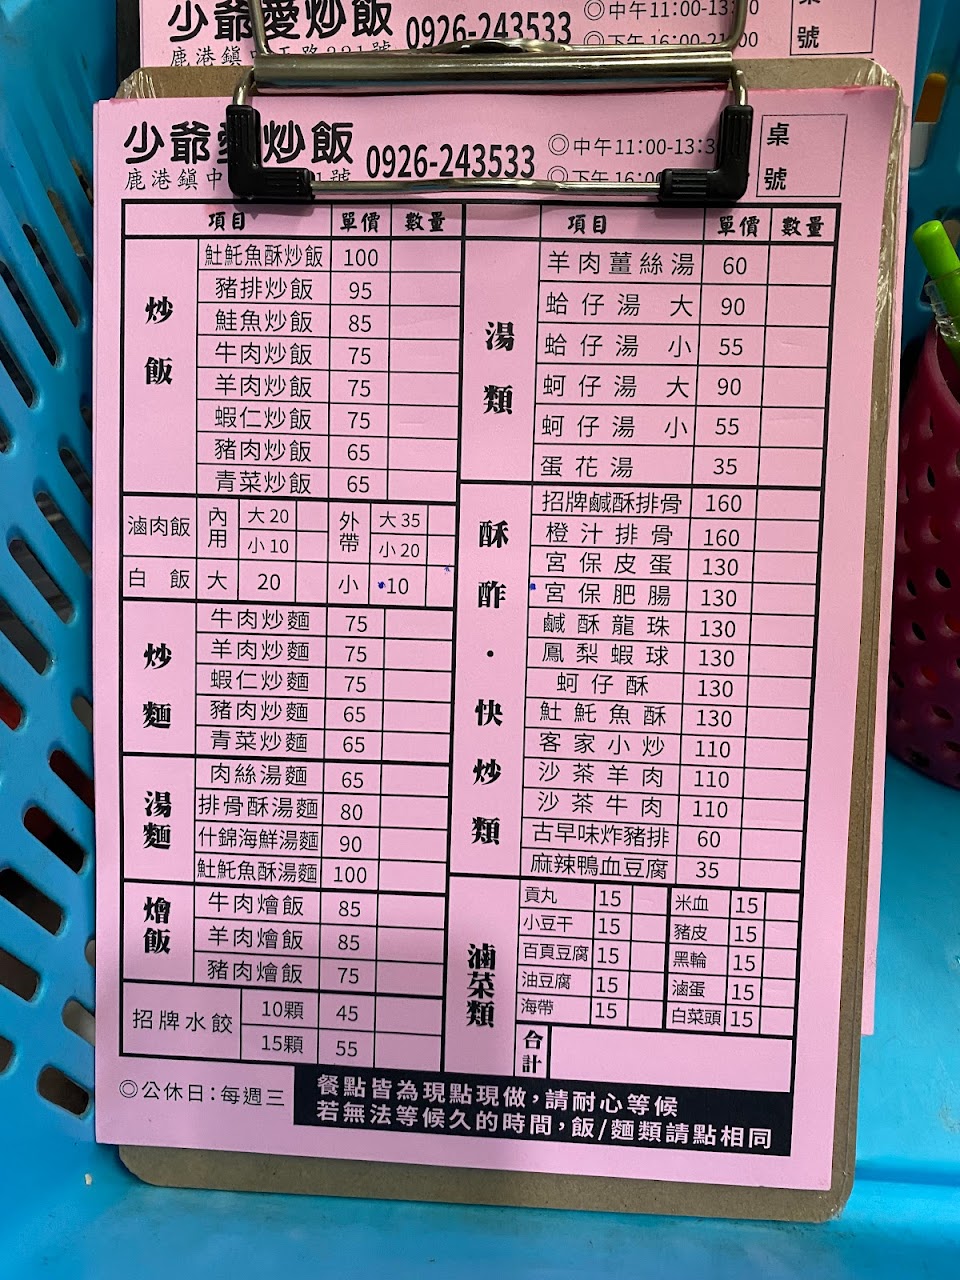 少爺愛炒飯 0926-243533 ◎中午11:00-13: 0
鹿港鎮中 路221號 ◎下午16:00-21:00
號
少爺愛炒飯 0926-243533 ◎中午11:00-13:3
鹿港鎮中 1號 ◎下午16:0
桌號
項目 單價 數量
炒飯
魠魠魚酥炒飯 100
豬排炒飯 95
鮭魚炒飯 85
牛肉炒飯 75
羊肉炒飯 75
蝦仁炒飯 75
豬肉炒飯 65
青菜炒飯 65
滷肉飯 內用 大20 小10 外帶 大35 小20
白飯 大 20 小 10
炒麵
牛肉炒麵 75
羊肉炒麵 75
蝦仁炒麵 75
豬肉炒麵 65
青菜炒麵 65
湯麵
肉絲湯麵 65
排骨酥湯麵 80
什錦海鮮湯麵 90
魠魠魚酥湯麵 100
燴飯
牛肉燴飯 85
羊肉燴飯 85
豬肉燴飯 75
招牌水餃
10顆 45
15顆 55
項目 單價 數量
湯類
羊肉薑絲湯 60
蛤仔湯 大 90
蛤仔湯 小 55
蚵仔湯 大 90
蚵仔湯 小 55
蛋花湯 35
酥酢·快炒類
招牌鹹酥排骨 160
橙汁排骨 160
宮保皮蛋 130
宮保肥腸 130
鹹酥龍珠 130
鳳梨蝦球 130
蚵仔酥 130
魠魠魚酥 130
客家小炒 110
沙茶羊肉 110
沙茶牛肉 110
古早味炸豬排 60
麻辣鴨血豆腐 35
滷菜類
貢丸 15 米血 15
小豆干 15 豬皮 15
百頁豆腐 15 黑輪 15
油豆腐 15 滷蛋 15
海帶 15 白菜頭 15
合計
◎公休日：每週三
餐點皆為現點現做，請耐心等候
若無法等候久的時間，飯/麵類請點相同